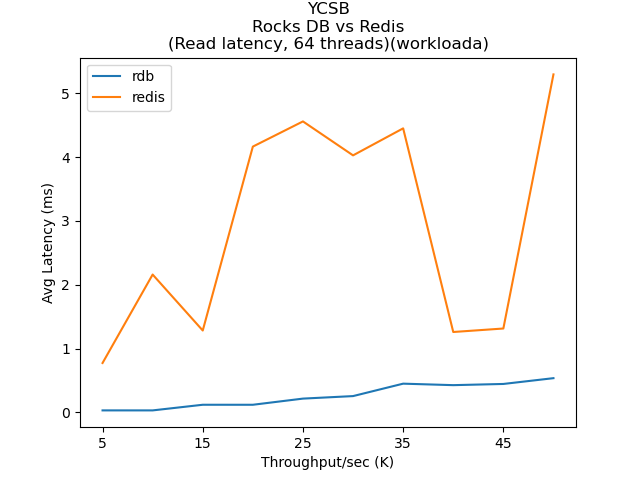 YCSB
Rocks DB vs Redis
(Read latency, 64 threads)(workloada)
rdb
redis
Avg Latency (ms)
5
4
3
2
1
0
5 15 25 35 45
Throughput/sec (K)